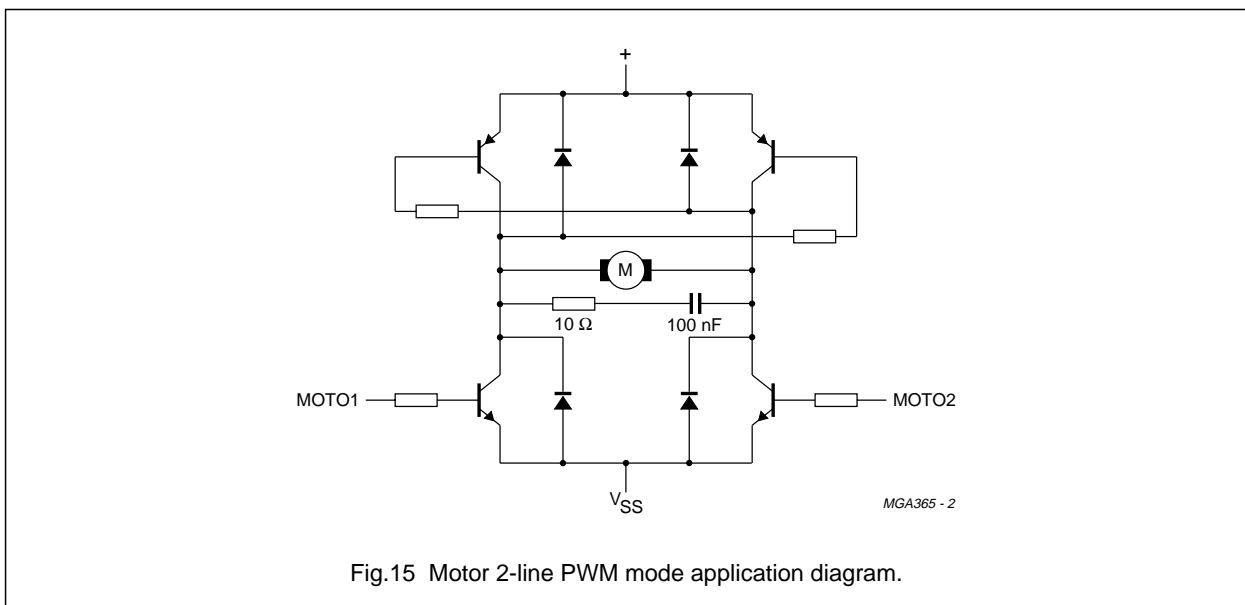 +
M
10 Ω 100 nF
MOTO1 MOTO2
VSS
MGA365 - 2
Fig.15 Motor 2-line PWM mode application diagram.